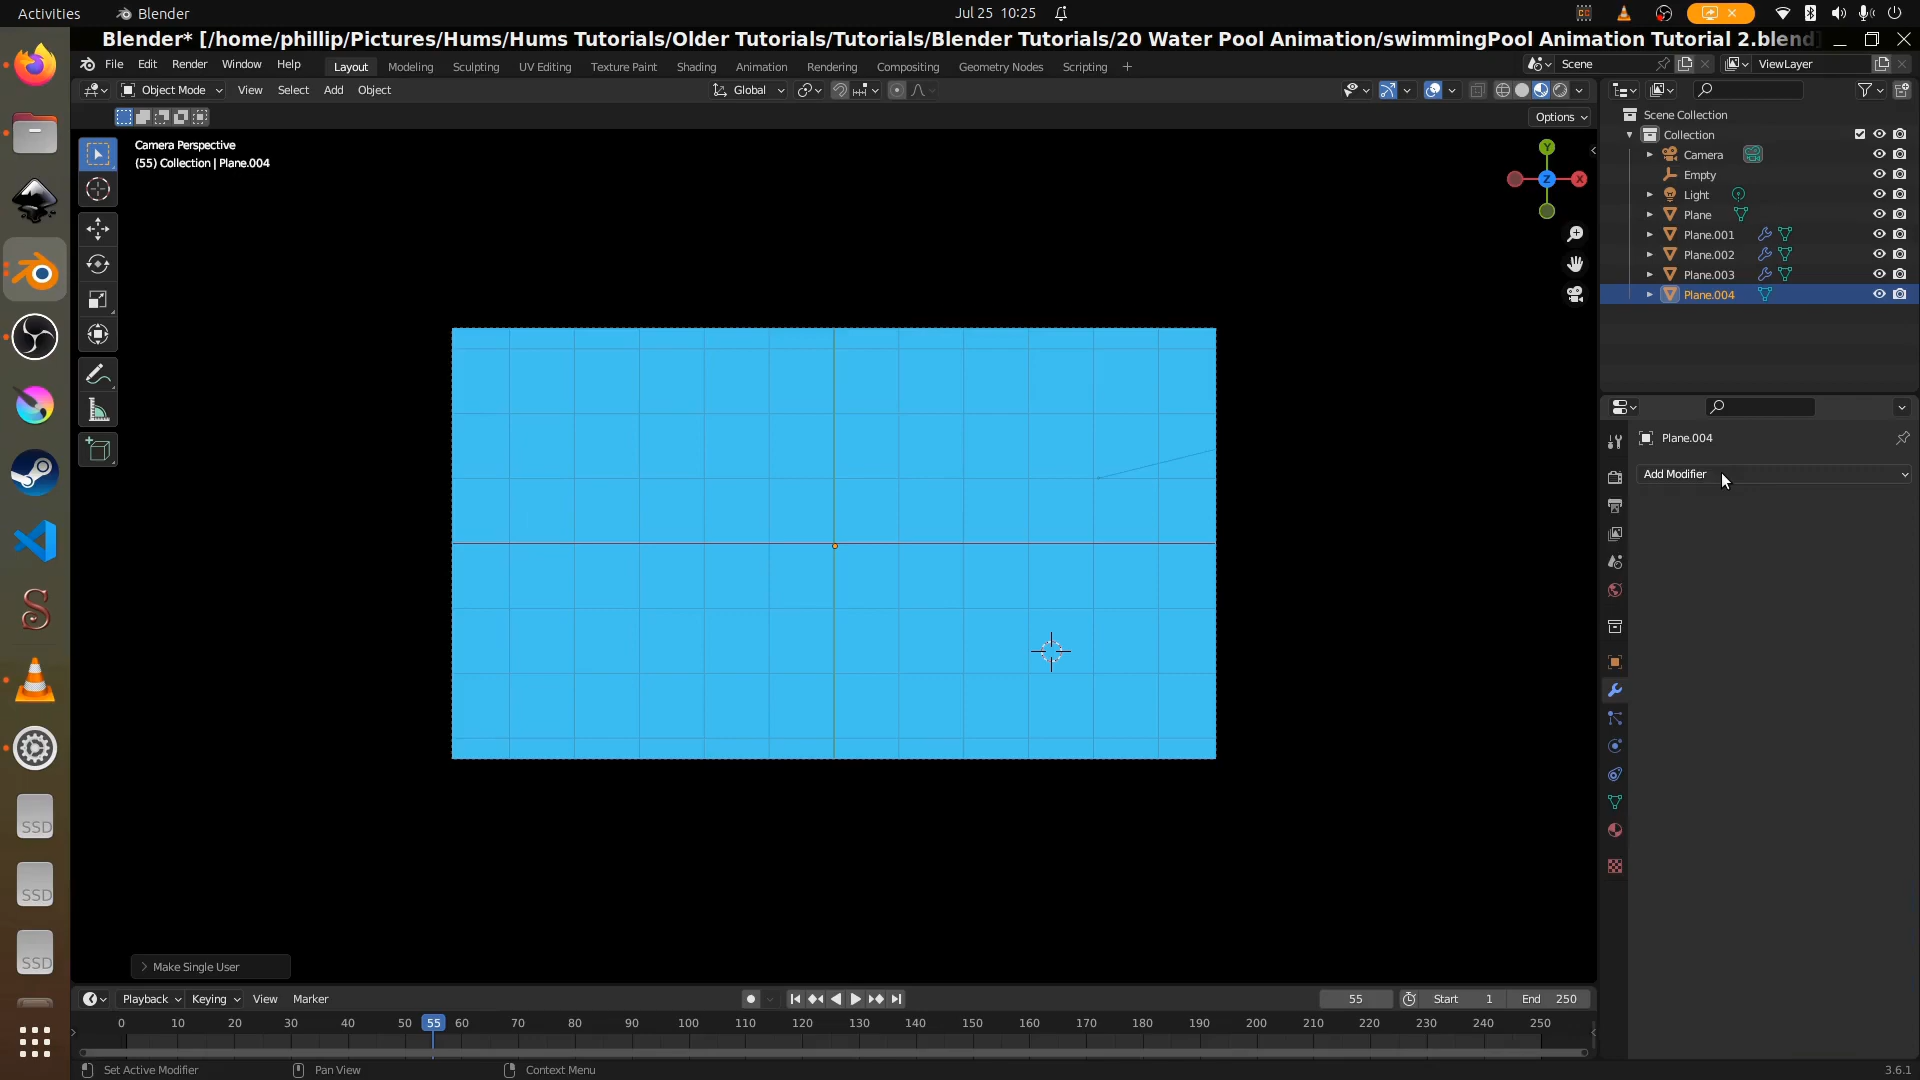 Activities
Blender
Jul 25 10:25
Blender* [/home/phillip/Pictures/Hums/Hums Tutorials/Older Tutorials/Tutorials/Blender Tutorials/20 Water Pool Animation/swimmingPool Animation Tutorial 2.blend]
File Edit Render Window Help
Layout Modeling Sculpting UV Editing Texture Paint Shading Animation Rendering Compositing Geometry Nodes Scripting
Scene
ViewLayer
Object Mode View Select Add Object
Global
Options
Camera Perspective
(55) Collection | Plane.004
Y
Z
X
Scene Collection
Collection
Camera
Empty
Light
Plane
Plane.001
Plane.002
Plane.003
Plane.004
Plane.004
Add Modifier
SSD
SSD
SSD
Make Single User
Playback Keying View Marker
55
Start 1
End 250
0 10 20 30 40 50 55 60 70 80 90 100 110 120 130 140 150 160 170 180 190 200 210 220 230 240 250
Set Active Modifier
Pan View
Context Menu
3.6.1